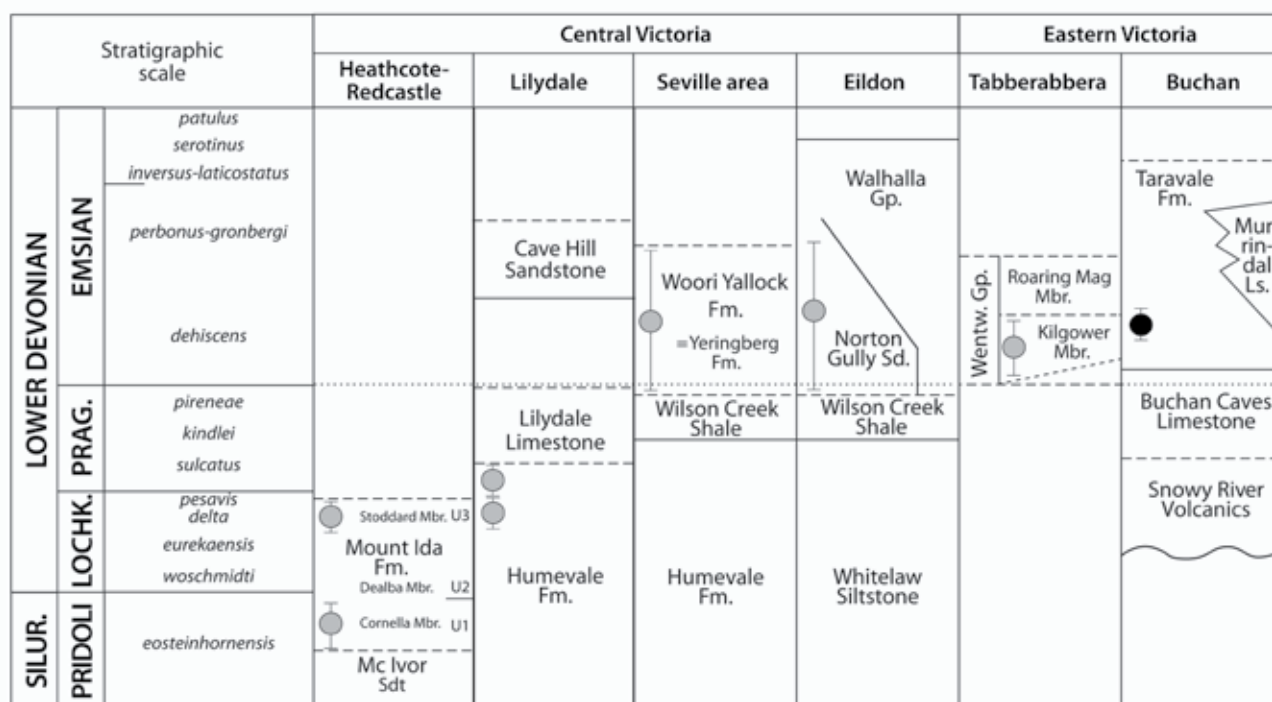 Stratigraphic
scale
Central Victoria
Eastern Victoria
Heathcote-
Redcastle
Lilydale
Seville area
Eildon
Tabberabbera
Buchan
LOWER DEVONIAN
SILUR.
EMSIAN
PRAG.
LOCHK.
PRIDOLI
patulus
serotinus
inversus-laticostatus
perbonus-gronbergi
dehiscens
pireneae
kindlei
sulcatus
pesavis
delta
eurekaensis
woschmidti
eosteinhornensis
Stoddard Mbr. U3
Mount Ida
Fm.
Dealba Mbr. U2
Cornella Mbr. U1
Mc Ivor
Sdt
Cave Hill
Sandstone
Lilydale
Limestone
Humevale
Fm.
Woori Yallock
Fm.
=Yeringberg
Fm.
Wilson Creek
Shale
Humevale
Fm.
Walhalla
Gp.
Norton
Gully Sd.
Wilson Creek
Shale
Whitelaw
Siltstone
Wentw. Gp.
Roaring Mag
Mbr.
Kilgower
Mbr.
Taravale
Fm.
Mur
rin-
dal
Ls.
Buchan Caves
Limestone
Snowy River
Volcanics